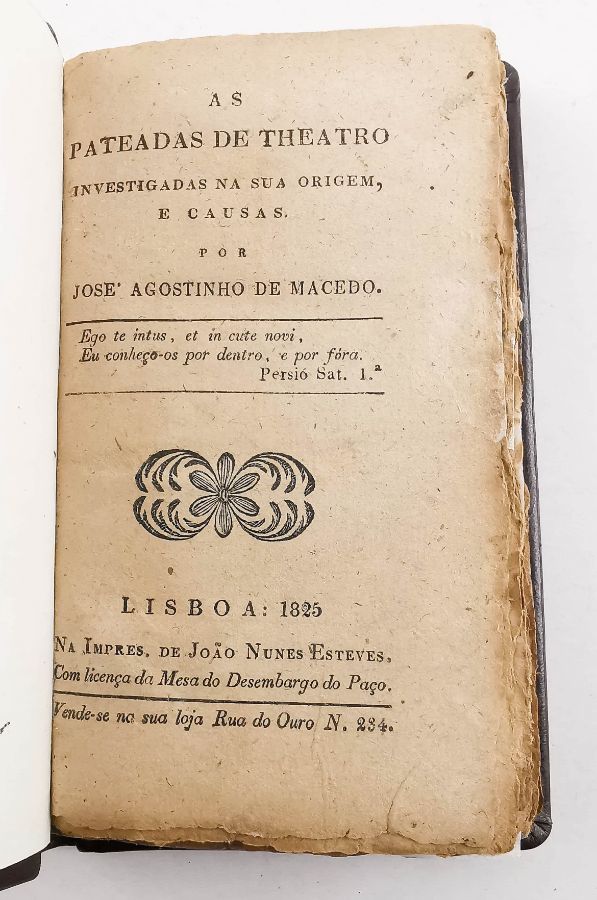 AS
PATEADAS DE THEATRO
INVESTIGADAS NA SUA ORIGEM,
E CAUSAS.
POR
JOSE' AGOSTINHO DE MACEDO.
Ego te intus, et in cute novi,
Eu conheço-os por dentro, e por fóra.
Persio Sat. 1.ª
LISBOA: 1825
NA IMPRES. DE JOÃO NUNES ESTEVES,
Com licença da Mesa do Desembargo do Paço.
Vende-se na sua loja Rua do Ouro N. 234.